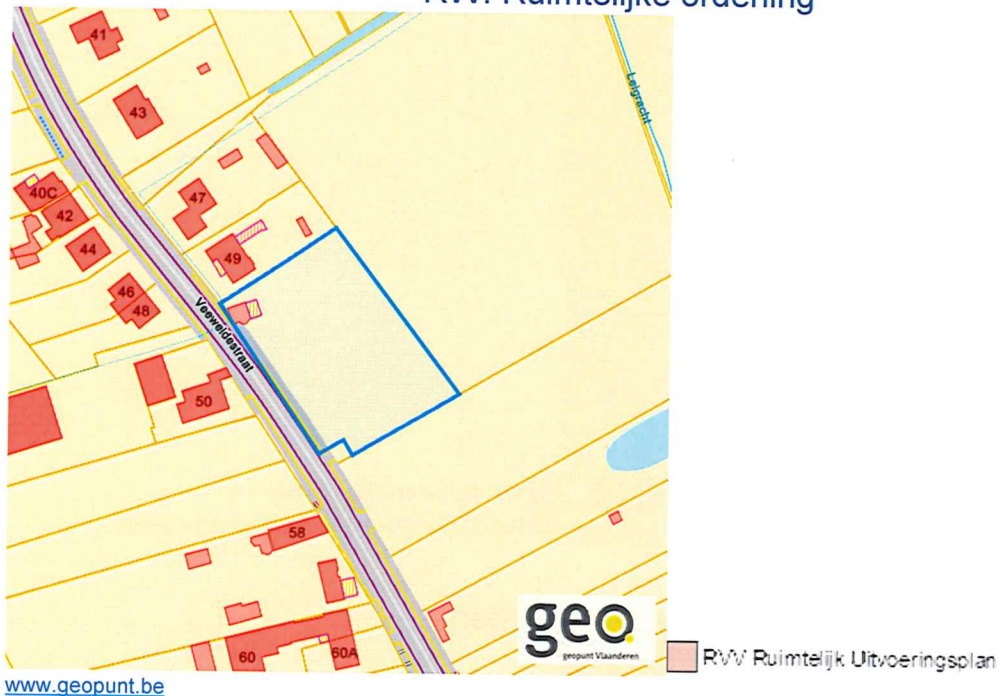 RVV: Ruimtelijke ordening
41
43
Leigracht
40C
42
47
44
49
46
48
Veeweidestraat
50
58
60
60A
geo
geopunt Vlaanderen
RVV Ruimtelijk Uitvoeringsplan
www.geopunt.be